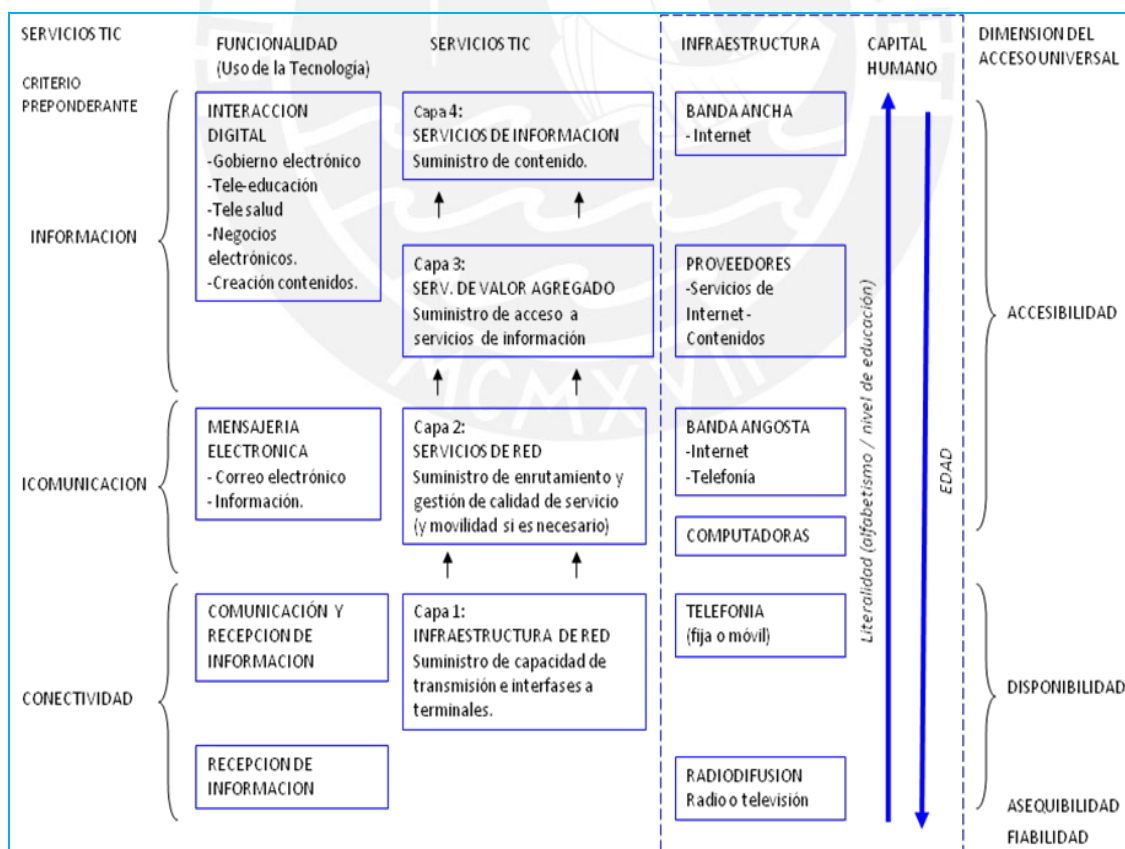 SERVICIOS TIC
CRITERIO
PREPONDERANTE
INFORMACION
ICOMUNICACION
CONECTIVIDAD
FUNCIONALIDAD
(Uso de la Tecnología)
INTERACCION
DIGITAL
-Gobierno electrónico
-Tele-educación
-Tele salud
-Negocios
electrónicos.
-Creación contenidos.
MENSAJERIA
ELECTRONICA
- Correo electrónico
- Información.
COMUNICACIÓN Y
RECEPCION DE
INFORMACION
RECEPCION DE
INFORMACION
SERVICIOS TIC
Capa 4:
SERVICIOS DE INFORMACION
Suministro de contenido.
Capa 3:
SERV. DE VALOR AGREGADO
Suministro de acceso a
servicios de información
Capa 2:
SERVICIOS DE RED
Suministro de enrutamiento y
gestión de calidad de servicio
(y movilidad si es necesario)
Capa 1:
INFRAESTRUCTURA DE RED
Suministro de capacidad de
transmisión e interfases a
terminales.
INFRAESTRUCTURA
BANDA ANCHA
- Internet
PROVEEDORES
-Servicios de
Internet-
Contenidos
BANDA ANGOSTA
-Internet
-Telefonía
COMPUTADORAS
TELEFONIA
(fija o móvil)
RADIODIFUSION
Radio o televisión
CAPITAL
HUMANO
Literalidad (alfabetismo / nivel de educación)
EDAD
DIMENSION DEL
ACCESO UNIVERSAL
ACCESIBILIDAD
DISPONIBILIDAD
ASEQUIBILIDAD
FIABILIDAD
MCMXVII